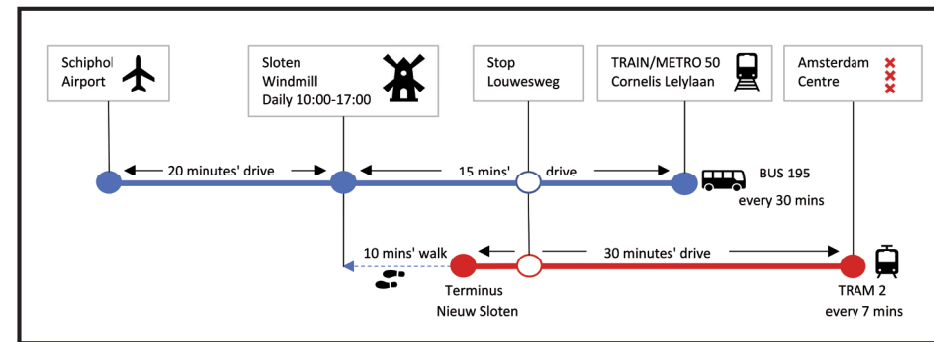 Schiphol
Airport
Sloten
Windmill
Daily 10:00-17:00
Stop
Louwesweg
TRAIN/METRO 50
Cornelis Lelylaan
Amsterdam
Centre
20 minutes' drive
15 mins' drive
BUS 195
every 30 mins
10 mins' walk
30 minutes' drive
Terminus
Nieuw Sloten
TRAM 2
every 7 mins